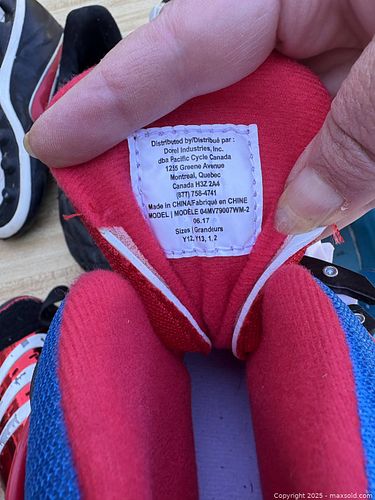 Distributed by/Distribué par :
Dorel Industries, Inc.
dba Pacific Cycle Canada
1255 Greene Avenue
Montreal, Quebec
Canada H3Z 2A4
(877) 758-4741
Made in CHINA/Fabriqué en CHINE
MODEL | MODÈLE 04MV79007WM-2
06.17
Sizes | Grandeurs
Y12, Y13, 1, 2
Copyright 2025 - maxsold.com